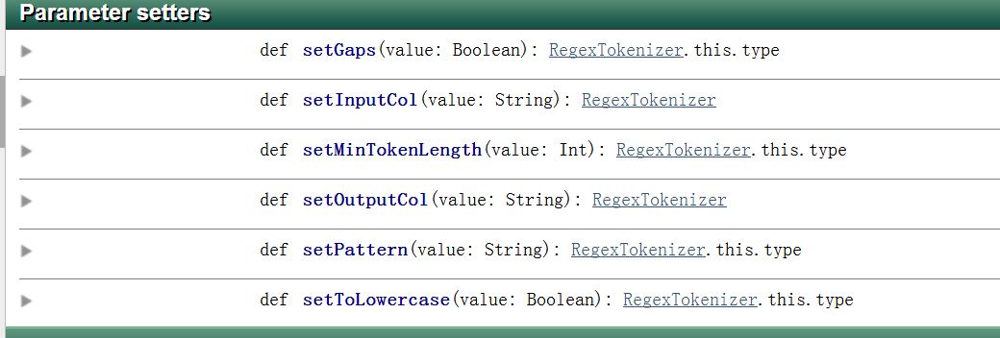 Parameter setters
def setGaps(value: Boolean): RegexTokenizer.this.type
def setInputCol(value: String): RegexTokenizer
def setMinTokenLength(value: Int): RegexTokenizer.this.type
def setOutputCol(value: String): RegexTokenizer
def setPattern(value: String): RegexTokenizer.this.type
def setToLowercase(value: Boolean): RegexTokenizer.this.type